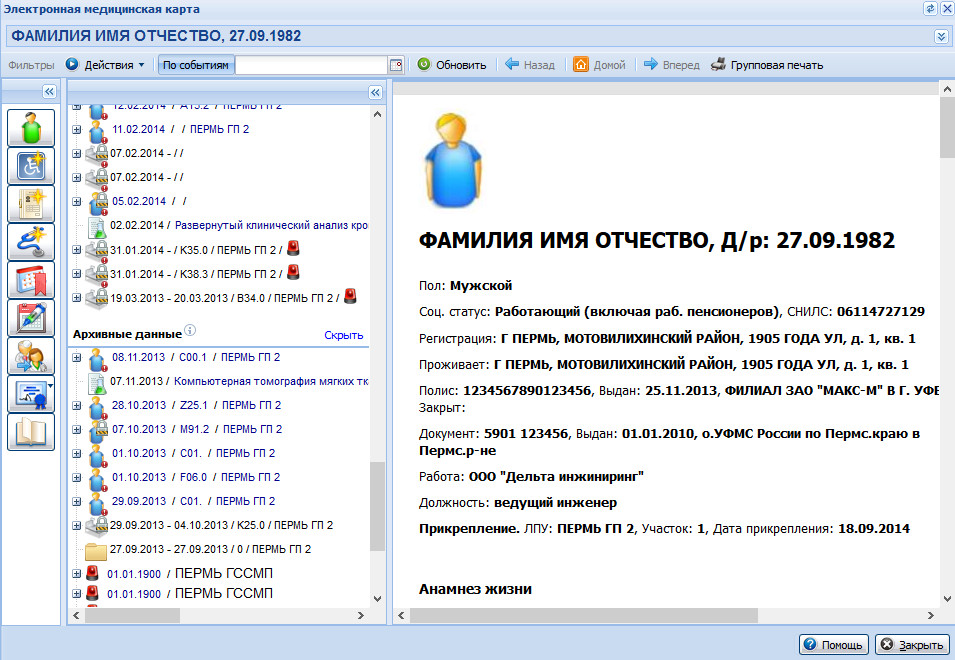 Электронная медицинская карта
ФАМИЛИЯ ИМЯ ОТЧЕСТВО, 27.09.1982
Фильтры Действия По событиям Обновить Назад Домой Вперед Групповая печать
12.02.2014 / A15.2 / ПЕРМЬ ГП 2
11.02.2014 / / ПЕРМЬ ГП 2
07.02.2014 - / /
07.02.2014 - / /
05.02.2014 / /
02.02.2014 / Развернутый клинический анализ кро
31.01.2014 - / K35.0 / ПЕРМЬ ГП 2 /
31.01.2014 - / K38.3 / ПЕРМЬ ГП 2 /
19.03.2013 - 20.03.2013 / B34.0 / ПЕРМЬ ГП 2 /
Архивные данные Скрыть
08.11.2013 / C00.1 / ПЕРМЬ ГП 2
07.11.2013 / Компьютерная томография мягких тк
28.10.2013 / Z25.1 / ПЕРМЬ ГП 2
07.10.2013 / M91.2 / ПЕРМЬ ГП 2
01.10.2013 / C01. / ПЕРМЬ ГП 2
01.10.2013 / F06.0 / ПЕРМЬ ГП 2
29.09.2013 / C01. / ПЕРМЬ ГП 2
29.09.2013 - 04.10.2013 / K25.0 / ПЕРМЬ ГП 2
27.09.2013 - 27.09.2013 / 0 / ПЕРМЬ ГП 2
01.01.1900 / ПЕРМЬ ГССМП
01.01.1900 / ПЕРМЬ ГССМП
ФАМИЛИЯ ИМЯ ОТЧЕСТВО, Д/р: 27.09.1982
Пол: Мужской
Соц. статус: Работающий (включая раб. пенсионеров), СНИЛС: 06114727129
Регистрация: Г ПЕРМЬ, МОТОВИЛИХИНСКИЙ РАЙОН, 1905 ГОДА УЛ, д. 1, кв. 1
Проживает: Г ПЕРМЬ, МОТОВИЛИХИНСКИЙ РАЙОН, 1905 ГОДА УЛ, д. 1, кв. 1
Полис: 1234567890123456, Выдан: 25.11.2013, ФИЛИАЛ ЗАО "МАКС-М" В Г. УФЕ
Закрыт:
Документ: 5901 123456, Выдан: 01.01.2010, о.УФМС России по Пермс.краю в
Пермс.р-не
Работа: ООО "Дельта инжиниринг"
Должность: ведущий инженер
Прикрепление. ЛПУ: ПЕРМЬ ГП 2, Участок: 1, Дата прикрепления: 18.09.2014
Анамнез жизни
Помощь Закрыть